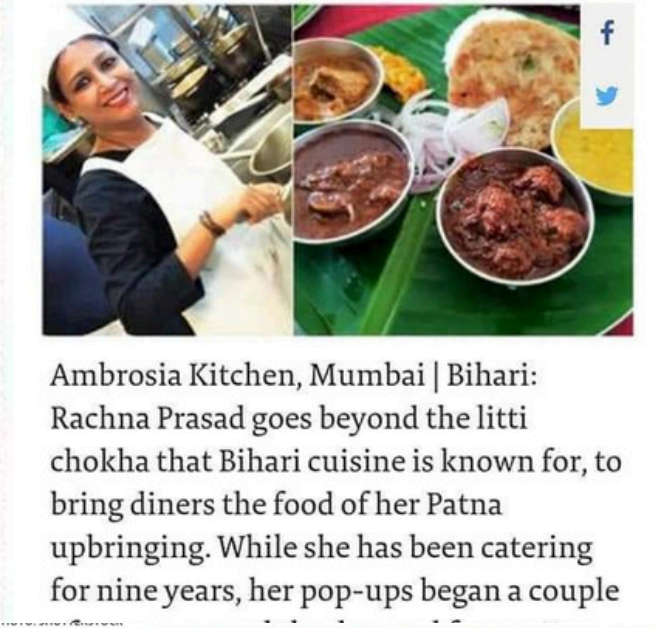 Ambrosia Kitchen, Mumbai | Bihari:
Rachna Prasad goes beyond the litti
chokha that Bihari cuisine is known for, to
bring diners the food of her Patna
upbringing. While she has been catering
for nine years, her pop-ups began a couple